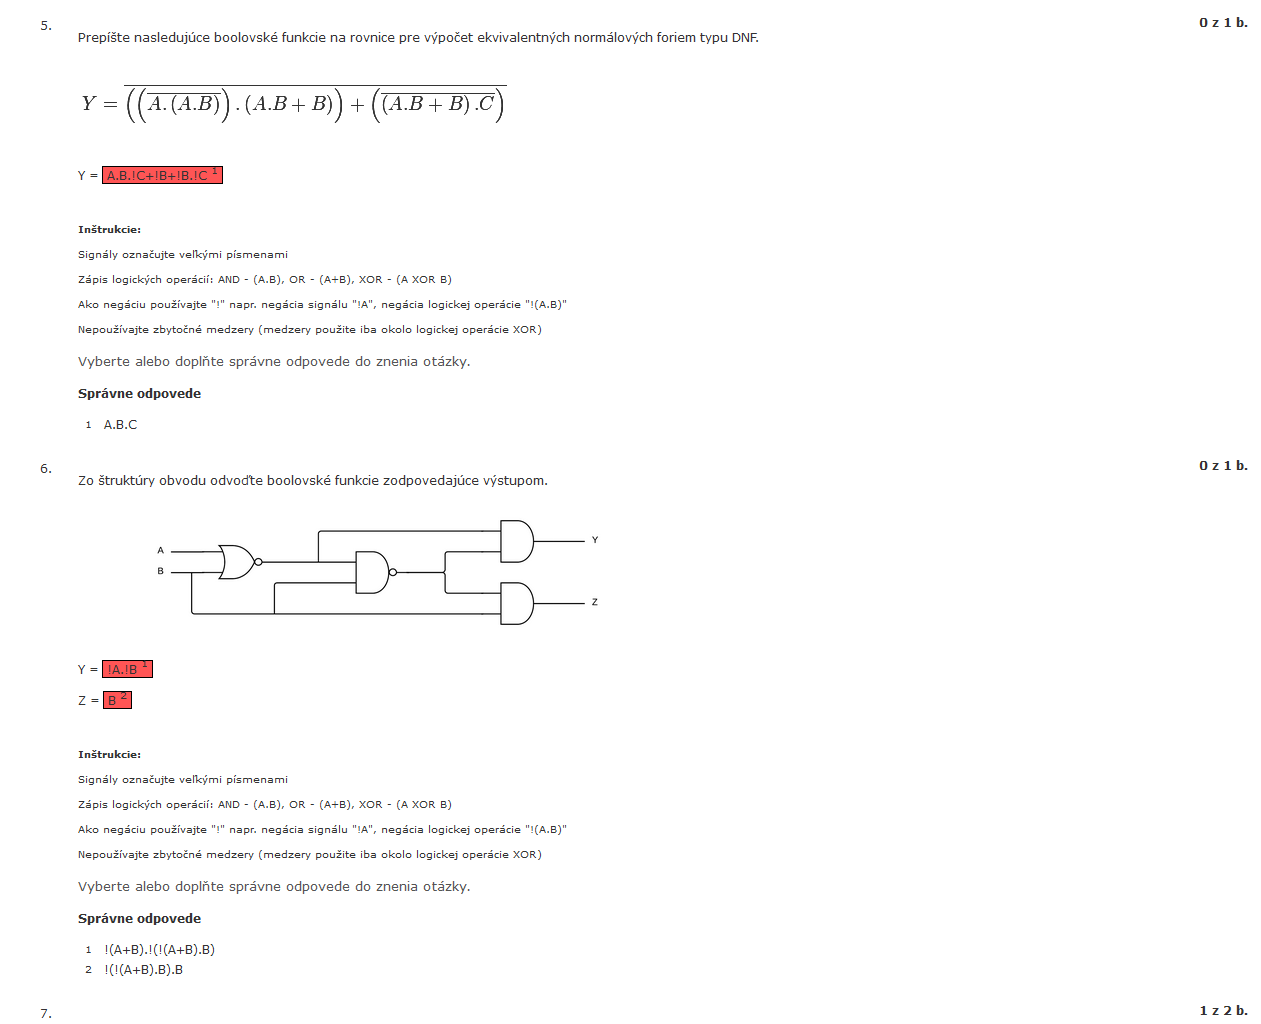 5.
0 z 1 b.
Prepíšte nasledujúce boolovské funkcie na rovnice pre výpočet ekvivalentných normálových foriem typu DNF.
$Y = \overline{\left(\left(\overline{A.(A.B)}\right).(A.B+B)\right)+\left(\overline{(A.B+B).C}\right)}$
Y = A.B.!C+!B+!B.!C 1
Inštrukcie:
Signály označujte veľkými písmenami
Zápis logických operácií: AND - (A.B), OR - (A+B), XOR - (A XOR B)
Ako negáciu používajte "!" napr. negácia signálu "!A", negácia logickej operácie "!(A.B)"
Nepoužívajte zbytočné medzery (medzery použite iba okolo logickej operácie XOR)
Vyberte alebo doplňte správne odpovede do znenia otázky.
Správne odpovede
1 A.B.C
6.
0 z 1 b.
Zo štruktúry obvodu odvoďte boolovské funkcie zodpovedajúce výstupom.
A
B
Y
Z
Y = !A.!B 1
Z = B 2
Inštrukcie:
Signály označujte veľkými písmenami
Zápis logických operácií: AND - (A.B), OR - (A+B), XOR - (A XOR B)
Ako negáciu používajte "!" napr. negácia signálu "!A", negácia logickej operácie "!(A.B)"
Nepoužívajte zbytočné medzery (medzery použite iba okolo logickej operácie XOR)
Vyberte alebo doplňte správne odpovede do znenia otázky.
Správne odpovede
1 !(A+B).!(!(A+B).B)
2 !(!(A+B).B).B
7.
1 z 2 b.